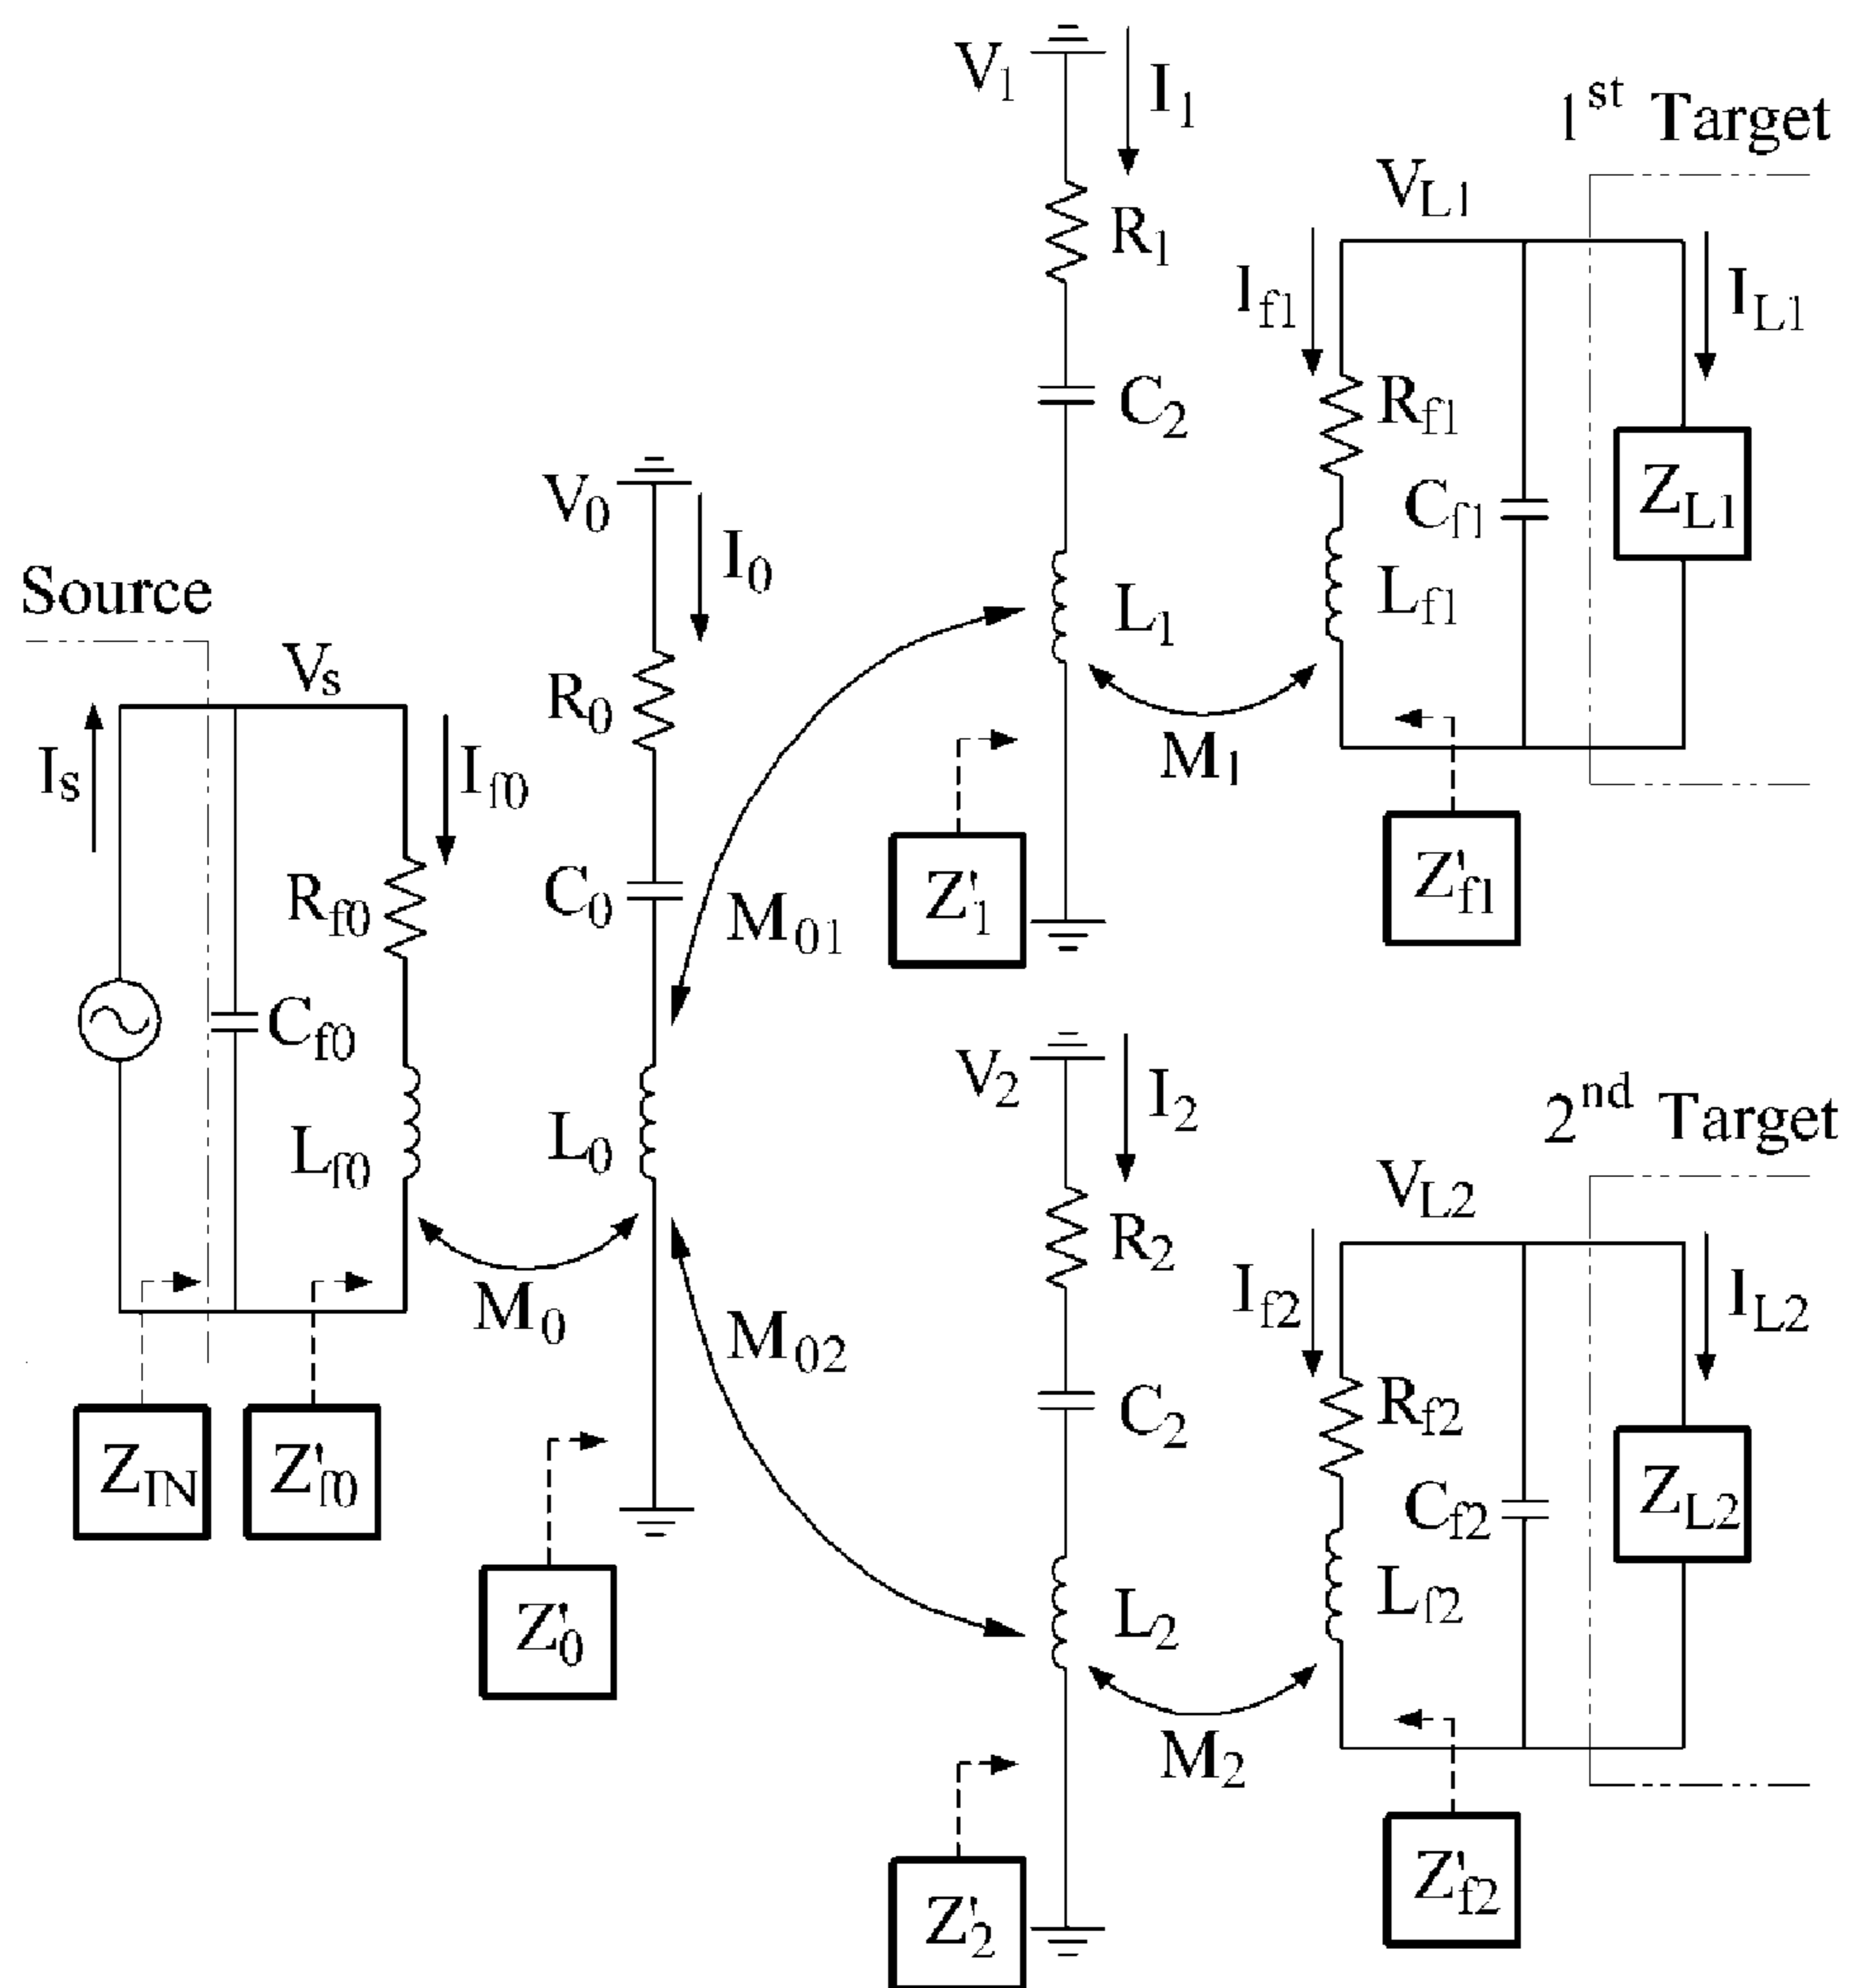 V1
I1
1st Target
VL1
R1
If1
IL1
C2
Rf1
Cf1
ZL1
V0
I0
L1
Lf1
Source
Vs
R0
M1
Is
If0
Z'1
Z'f1
Rf0
C0
M01
Cf0
V2
I2
2nd Target
L0
Lf0
VL2
R2
M0
M02
If2
IL2
C2
Rf2
Cf2
ZL2
ZIN
Z'f0
L2
Lf2
Z'0
M2
Z'2
Z'f2